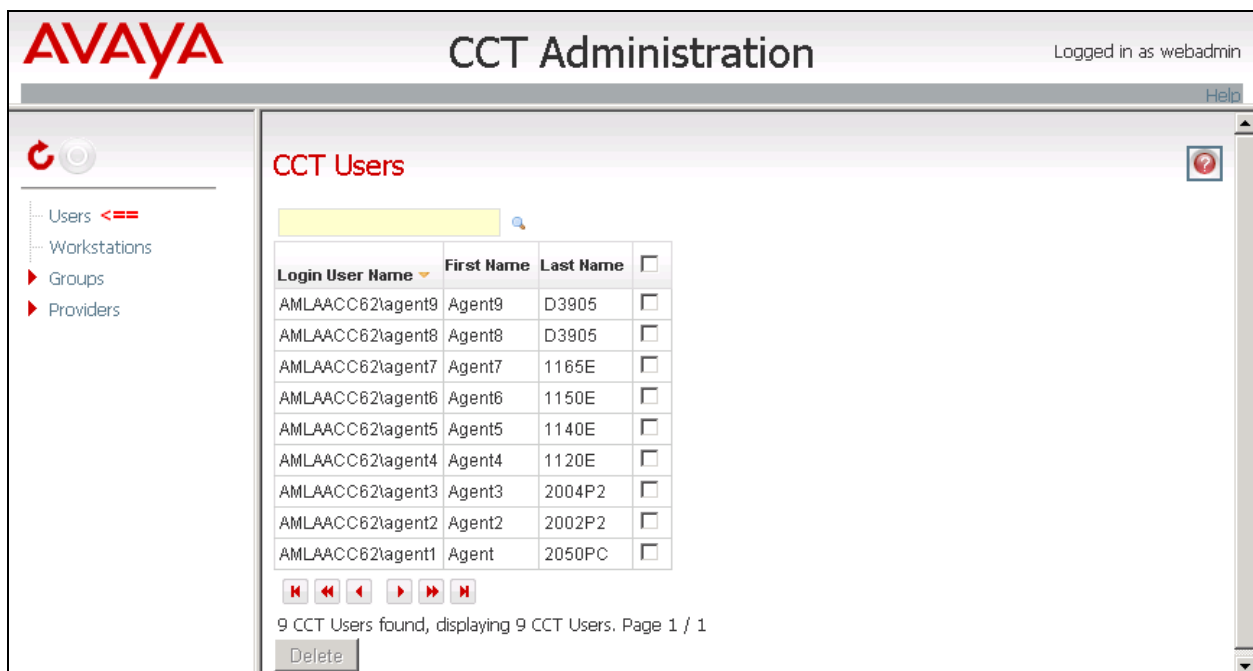 AVAYA
CCT Administration
Logged in as webadmin
Help
Users <==
Workstations
Groups
Providers
CCT Users
Login User Name First Name Last Name
AMLAACC62\agent9 Agent9 D3905
AMLAACC62\agent8 Agent8 D3905
AMLAACC62\agent7 Agent7 1165E
AMLAACC62\agent6 Agent6 1150E
AMLAACC62\agent5 Agent5 1140E
AMLAACC62\agent4 Agent4 1120E
AMLAACC62\agent3 Agent3 2004P2
AMLAACC62\agent2 Agent2 2002P2
AMLAACC62\agent1 Agent 2050PC
9 CCT Users found, displaying 9 CCT Users. Page 1 / 1
Delete